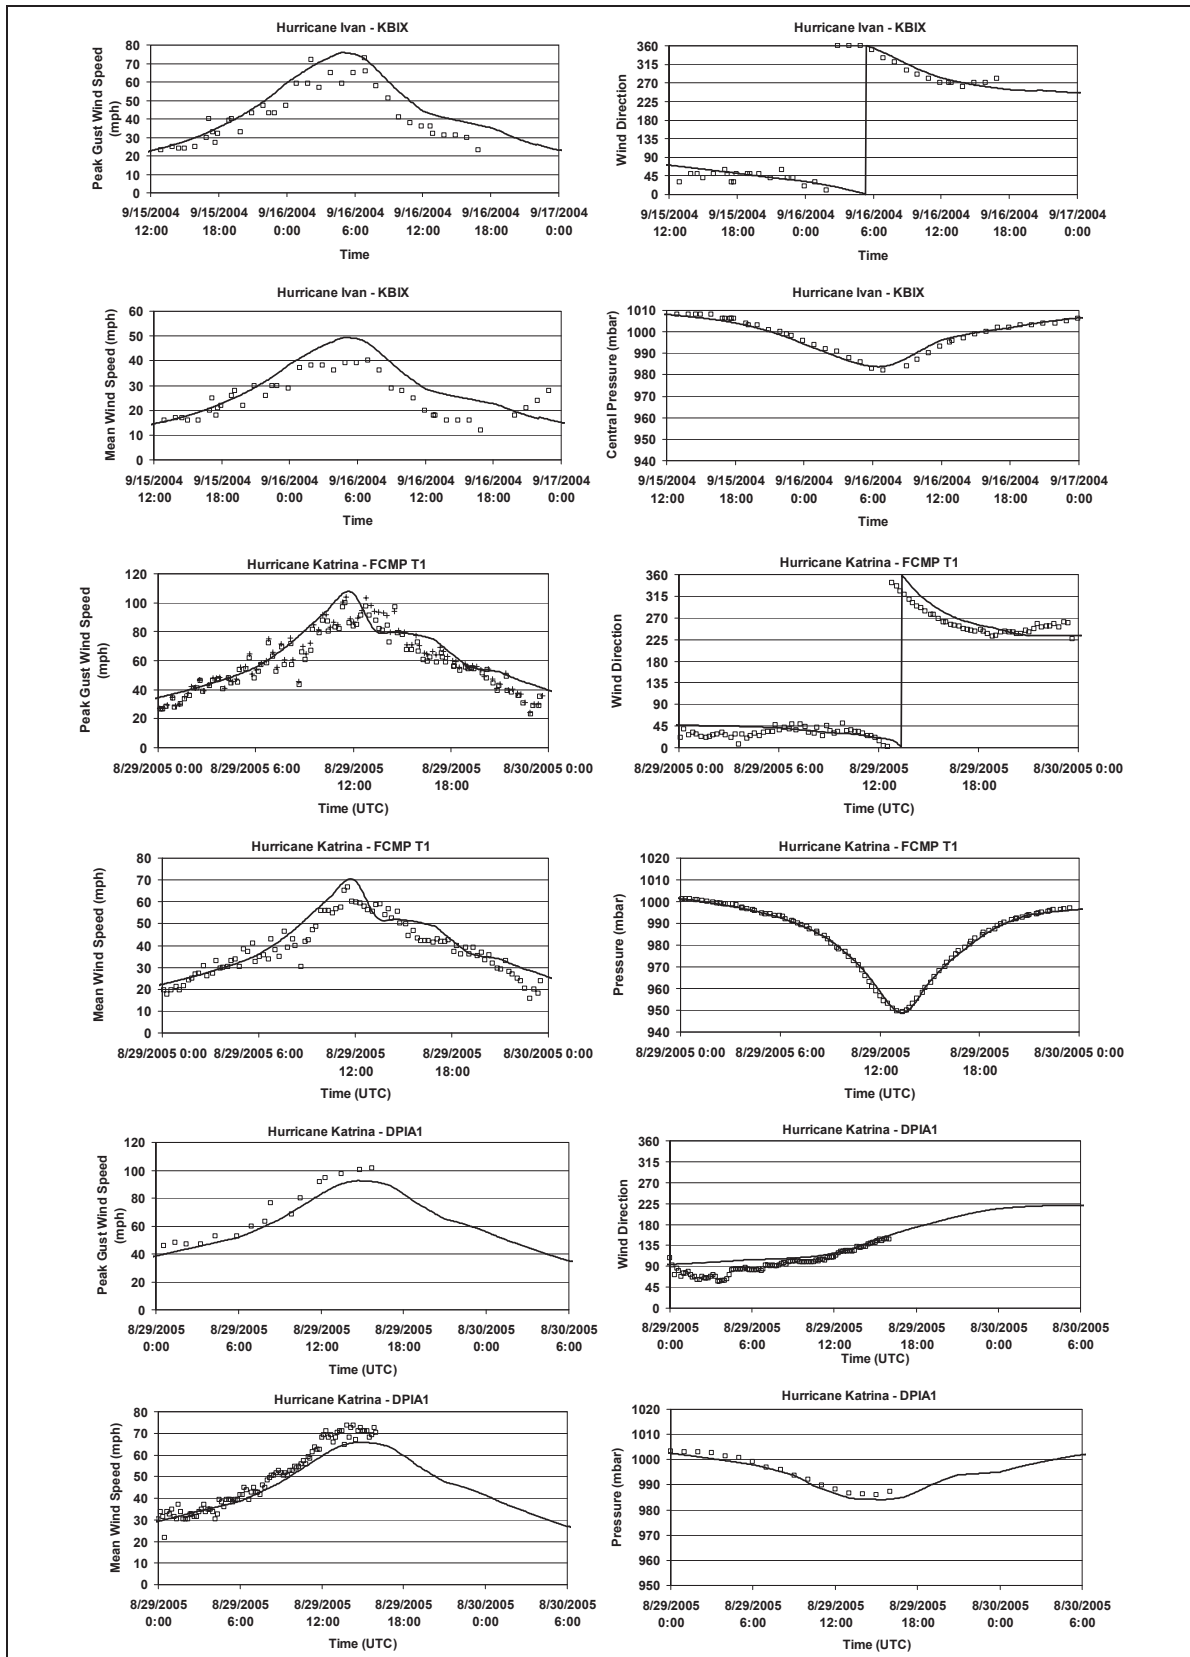 Hurricane Ivan - KBIX
Peak Gust Wind Speed
(mph)
80
70
60
50
40
30
20
10
0
9/15/2004 9/15/2004 9/16/2004 9/16/2004 9/16/2004 9/16/2004 9/17/2004
12:00 18:00 0:00 6:00 12:00 18:00 0:00
Time
Hurricane Ivan - KBIX
Wind Direction
360
315
270
225
180
135
90
45
0
9/15/2004 9/15/2004 9/16/2004 9/16/2004 9/16/2004 9/16/2004 9/17/2004
12:00 18:00 0:00 6:00 12:00 18:00 0:00
Time
Hurricane Ivan - KBIX
Mean Wind Speed (mph)
60
50
40
30
20
10
0
9/15/2004 9/15/2004 9/16/2004 9/16/2004 9/16/2004 9/16/2004 9/17/2004
12:00 18:00 0:00 6:00 12:00 18:00 0:00
Time
Hurricane Ivan - KBIX
Central Pressure (mbar)
1010
1000
990
980
970
960
950
940
9/15/2004 9/15/2004 9/16/2004 9/16/2004 9/16/2004 9/16/2004 9/17/2004
12:00 18:00 0:00 6:00 12:00 18:00 0:00
Time
Hurricane Katrina - FCMP T1
Peak Gust Wind Speed
(mph)
120
100
80
60
40
20
0
8/29/2005 0:00 8/29/2005 6:00 8/29/2005 8/29/2005 8/30/2005 0:00
12:00 18:00
Time (UTC)
Hurricane Katrina - FCMP T1
Wind Direction
360
315
270
225
180
135
90
45
0
8/29/2005 0:00 8/29/2005 6:00 8/29/2005 8/29/2005 8/30/2005 0:00
12:00 18:00
Time (UTC)
Hurricane Katrina - FCMP T1
Mean Wind Speed (mph)
80
70
60
50
40
30
20
10
0
8/29/2005 0:00 8/29/2005 6:00 8/29/2005 8/29/2005 8/30/2005 0:00
12:00 18:00
Time (UTC)
Hurricane Katrina - FCMP T1
Pressure (mbar)
1020
1010
1000
990
980
970
960
950
940
8/29/2005 0:00 8/29/2005 6:00 8/29/2005 8/29/2005 8/30/2005 0:00
12:00 18:00
Time (UTC)
Hurricane Katrina - DPIA1
Peak Gust Wind Speed
(mph)
120
100
80
60
40
20
0
8/29/2005 8/29/2005 8/29/2005 8/29/2005 8/30/2005 8/30/2005
0:00 6:00 12:00 18:00 0:00 6:00
Time (UTC)
Hurricane Katrina - DPIA1
Wind Direction
360
315
270
225
180
135
90
45
0
8/29/2005 8/29/2005 8/29/2005 8/29/2005 8/30/2005 8/30/2005
0:00 6:00 12:00 18:00 0:00 6:00
Time (UTC)
Hurricane Katrina - DPIA1
Mean Wind Speed (mph)
80
70
60
50
40
30
20
10
0
8/29/2005 8/29/2005 8/29/2005 8/29/2005 8/30/2005 8/30/2005
0:00 6:00 12:00 18:00 0:00 6:00
Time (UTC)
Hurricane Katrina - DPIA1
Pressure (mbar)
1020
1010
1000
990
980
970
960
950
8/29/2005 8/29/2005 8/29/2005 8/29/2005 8/30/2005 8/30/2005
0:00 6:00 12:00 18:00 0:00 6:00
Time (UTC)